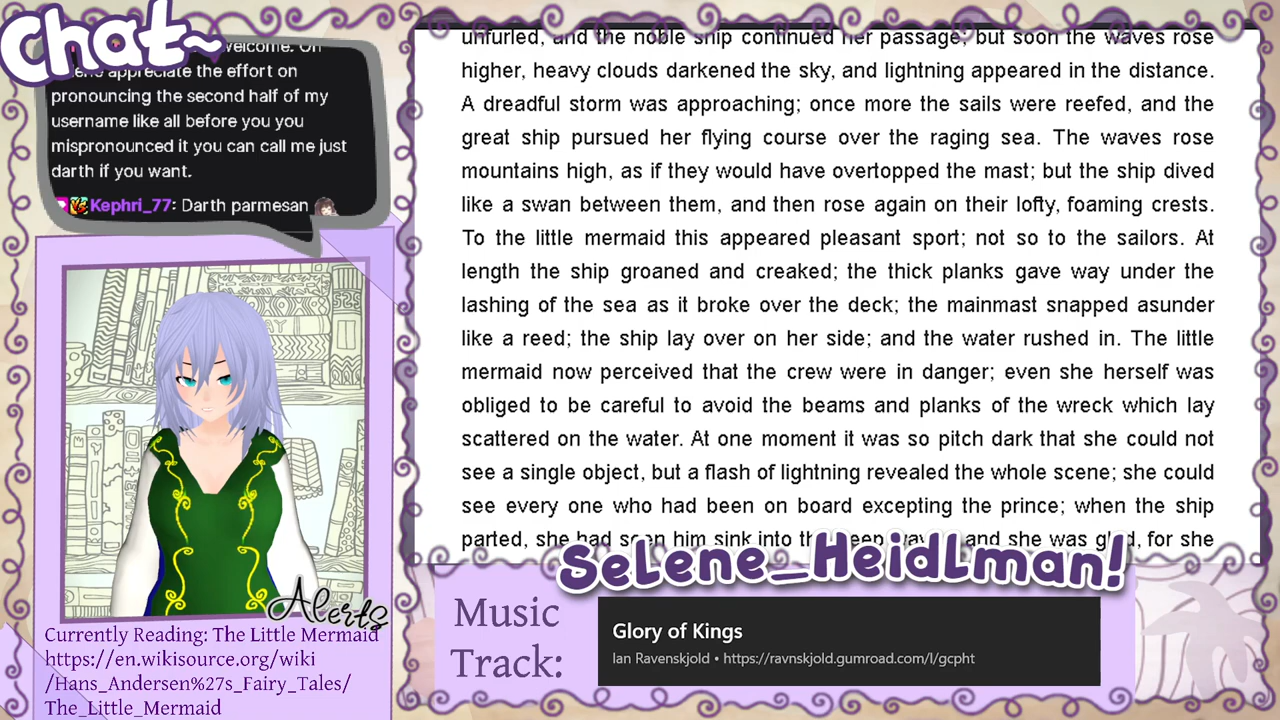 Chat~
welcome. Oh
appreciate the effort on
pronouncing the second half of my
username like all before you you
mispronounced it you can call me just
darth if you want.
Kephri_77: Darth parmesan
unfurled, and the noble ship continued her passage; but soon the waves rose
higher, heavy clouds darkened the sky, and lightning appeared in the distance.
A dreadful storm was approaching; once more the sails were reefed, and the
great ship pursued her flying course over the raging sea. The waves rose
mountains high, as if they would have overtopped the mast; but the ship dived
like a swan between them, and then rose again on their lofty, foaming crests.
To the little mermaid this appeared pleasant sport; not so to the sailors. At
length the ship groaned and creaked; the thick planks gave way under the
lashing of the sea as it broke over the deck; the mainmast snapped asunder
like a reed; the ship lay over on her side; and the water rushed in. The little
mermaid now perceived that the crew were in danger; even she herself was
obliged to be careful to avoid the beams and planks of the wreck which lay
scattered on the water. At one moment it was so pitch dark that she could not
see a single object, but a flash of lightning revealed the whole scene; she could
see every one who had been on board excepting the prince; when the ship
parted, she had seen him sink into the deep waves and she was glad, for she
Selene_Heidlman!
Alerts
Currently Reading: The Little Mermaid
https://en.wikisource.org/wiki
/Hans_Andersen%27s_Fairy_Tales/
The_Little_Mermaid
Music
Track:
Glory of Kings
Ian Ravenskjold • https://ravnskjold.gumroad.com/l/gcpht